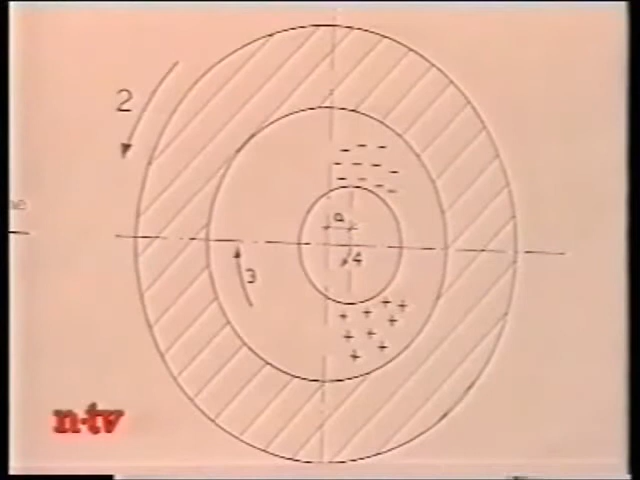 2
- - -
- - - -
- - - -
a
4
3
+ + + +
+ + +
+ +
n-tv